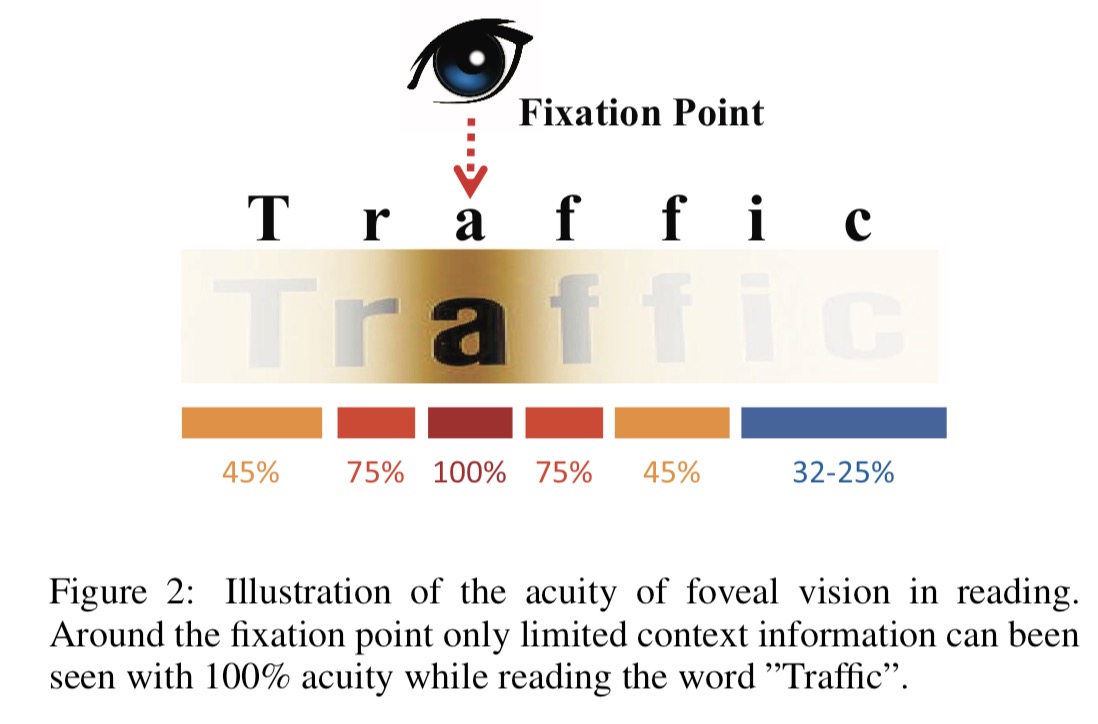 Fixation Point
T r a f f i c
Traffic
45% 75% 100% 75% 45% 32-25%
Figure 2: Illustration of the acuity of foveal vision in reading.
Around the fixation point only limited context information can been
seen with 100% acuity while reading the word ”Traffic”.